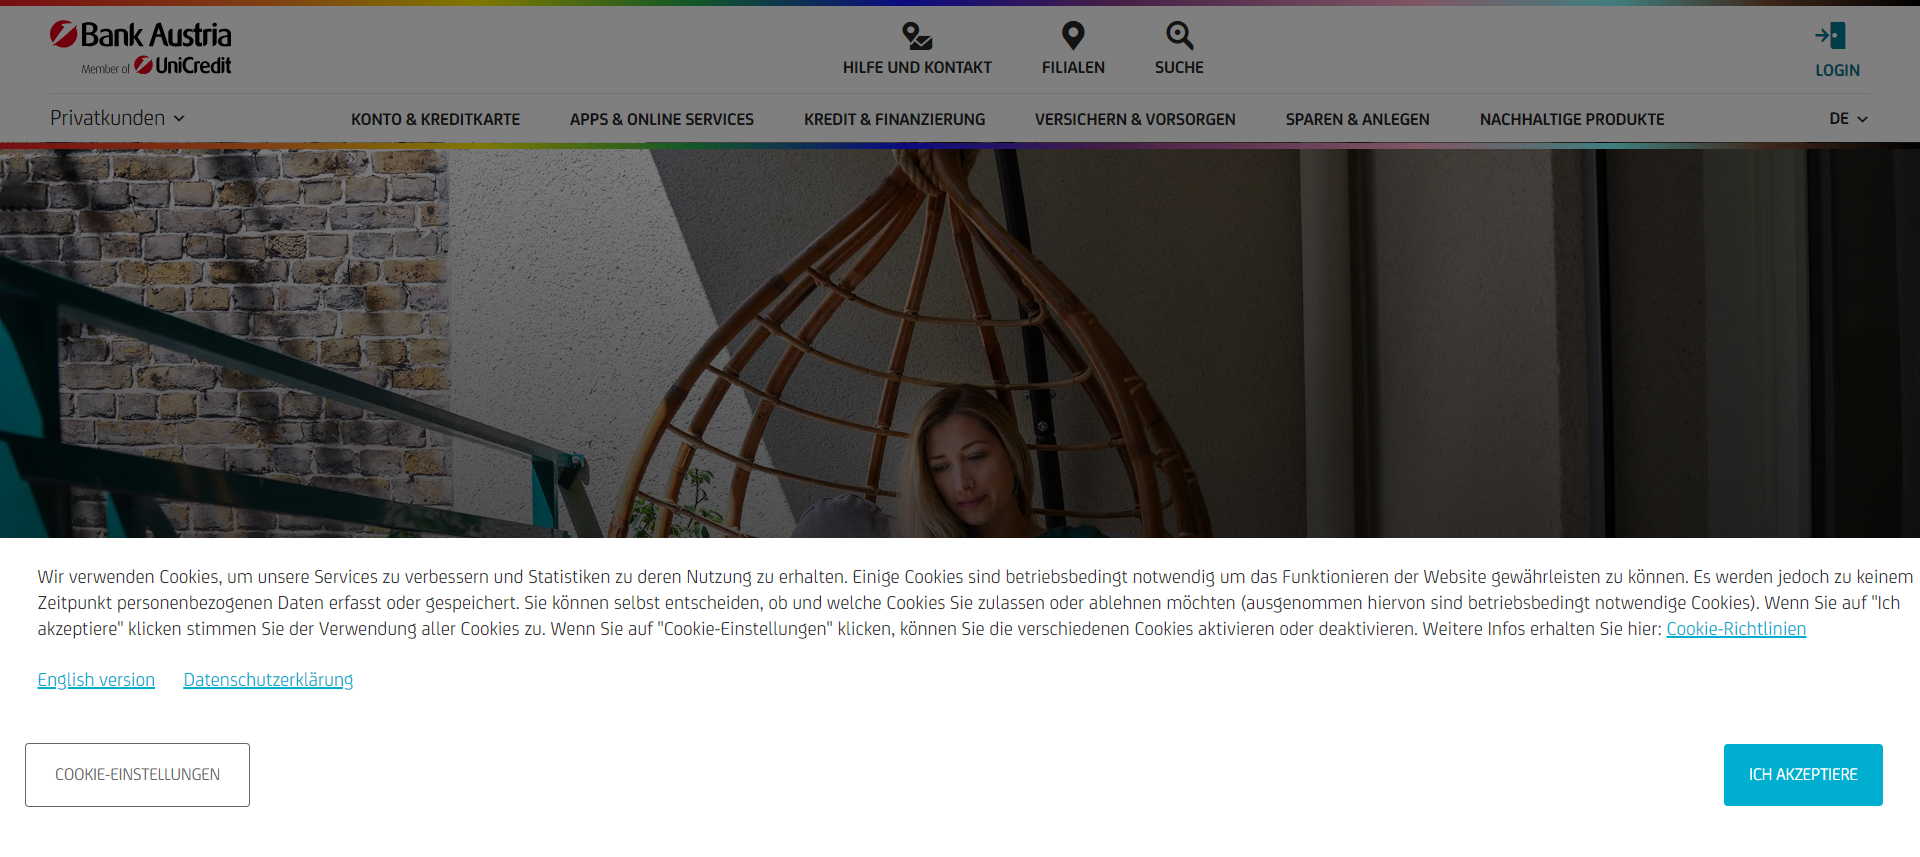 Bank Austria
Member of UniCredit
HILFE UND KONTAKT
FILIALEN
SUCHE
LOGIN
Privatkunden
KONTO & KREDITKARTE
APPS & ONLINE SERVICES
KREDIT & FINANZIERUNG
VERSICHERN & VORSORGEN
SPAREN & ANLEGEN
NACHHALTIGE PRODUKTE
DE
Wir verwenden Cookies, um unsere Services zu verbessern und Statistiken zu deren Nutzung zu erhalten. Einige Cookies sind betriebsbedingt notwendig um das Funktionieren der Website gewährleisten zu können. Es werden jedoch zu keinem
Zeitpunkt personenbezogenen Daten erfasst oder gespeichert. Sie können selbst entscheiden, ob und welche Cookies Sie zulassen oder ablehnen möchten (ausgenommen hiervon sind betriebsbedingt notwendige Cookies). Wenn Sie auf "Ich
akzeptiere" klicken stimmen Sie der Verwendung aller Cookies zu. Wenn Sie auf "Cookie-Einstellungen" klicken, können Sie die verschiedenen Cookies aktivieren oder deaktivieren. Weitere Infos erhalten Sie hier: Cookie-Richtlinien
English version
Datenschutzerklärung
COOKIE-EINSTELLUNGEN
ICH AKZEPTIERE